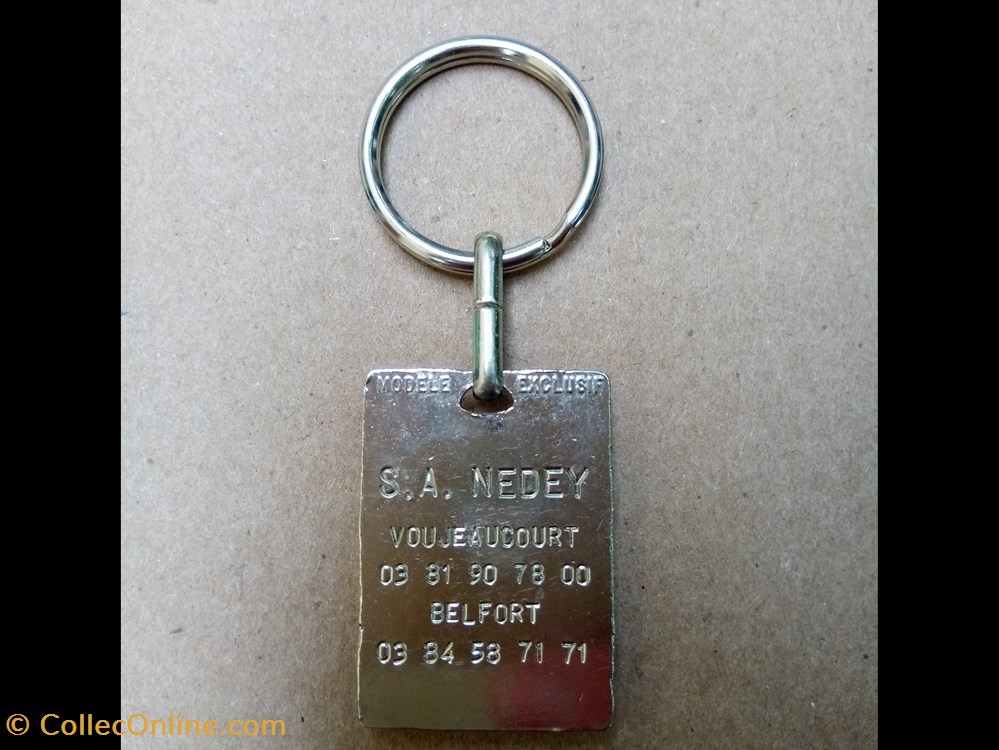 MODELE EXCLUSIF
S.A. NEDEY
VOUJEAUCOURT
03 81 90 78 00
BELFORT
03 84 58 71 71
© CollecOnline.com